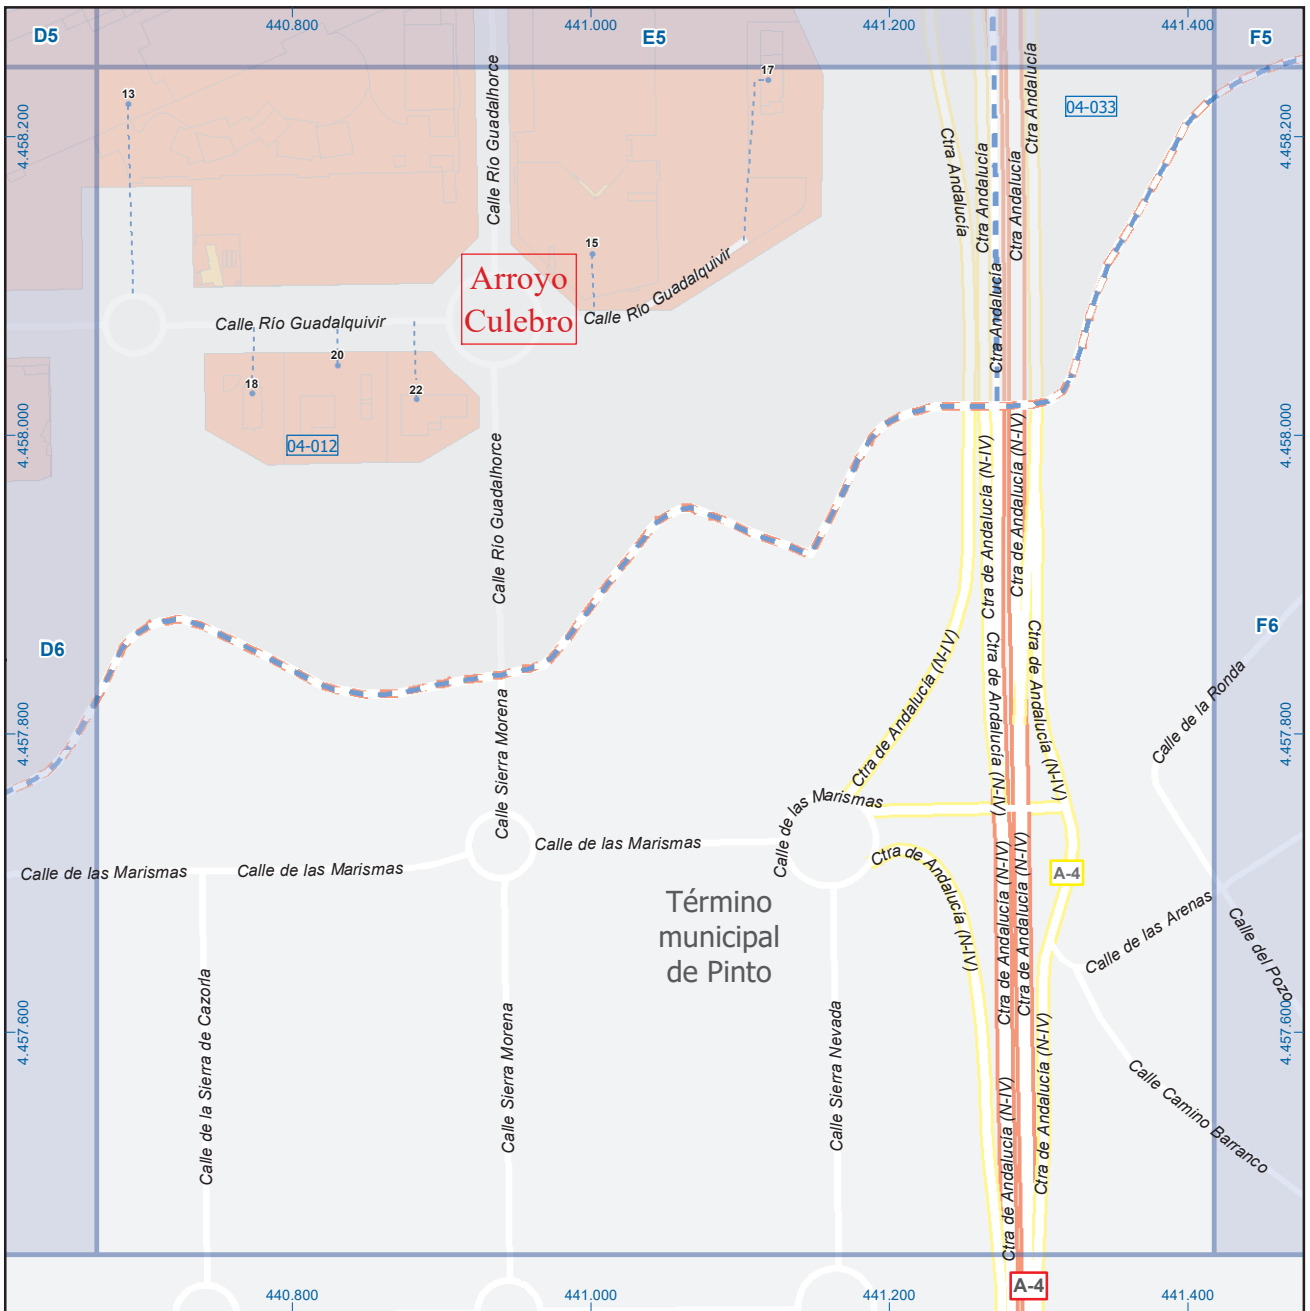 440.800
441.000
441.200
441.400
D5
E5
F5
13
17
04-033
4.458.200
4.458.200
Calle Río Guadalhorce
Ctra Andalucía
Ctra Andalucía
Ctra Andalucía
Ctra Andalucía
Ctra Andalucía
15
Arroyo
Culebro
Calle Río Guadalquivir
Calle Río Guadalquivir
18
20
22
04-012
4.458.000
4.458.000
Calle Río Guadalhorce
Ctra de Andalucía (N-IV)
Ctra de Andalucía (N-IV)
D6
F6
Ctra de Andalucía (N-IV)
Ctra de Andalucía (N-IV)
Ctra de Andalucía (N-IV)
Calle de la Ronda
4.457.800
4.457.800
Calle Sierra Morena
Calle de las Marismas
Calle de las Marismas
Calle de las Marismas
Calle de las Marismas
Ctra de Andalucía (N-IV)
Ctra de Andalucía (N-IV)
Ctra de Andalucía (N-IV)
A-4
Término
municipal
de Pinto
Calle de las Arenas
Calle del Pozo
4.457.600
4.457.600
Calle de la Sierra de Cazorla
Calle Sierra Morena
Calle Sierra Nevada
Ctra de Andalucía (N-IV)
Ctra de Andalucía (N-IV)
Calle Camino Barranco
A-4
440.800
441.000
441.200
441.400